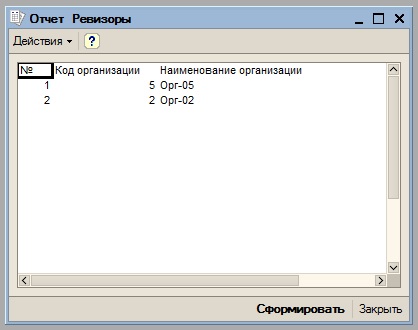 Отчет Ревизоры
Действия
?
№ Код организации Наименование организации
1 5 Орг-05
2 2 Орг-02
Сформировать Закрыть